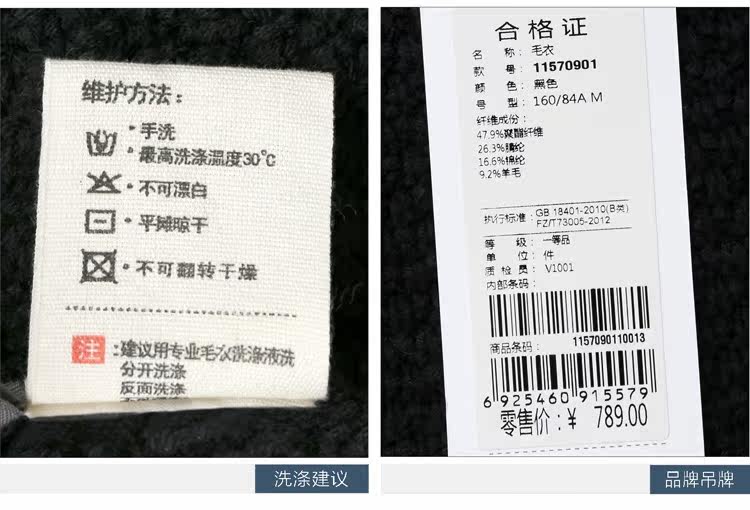 维护方法：
·手洗
·最高洗涤温度30°C
·不可漂白
·平摊晾干
·不可翻转干燥
注：建议用专业毛衣洗涤液洗
分开洗涤
反面洗涤
洗涤建议
合格证
名 称：毛衣
款 号：11570901
颜 色：黑色
号 型：160/84A M
纤维成份：
47.9%聚酯纤维
26.3%腈纶
16.6%锦纶
9.2%羊毛
执行标准：GB 18401-2010(B类)
FZ/T73005-2012
等 级：一等品
单 位：件
质 检 员：V1001
内部条码：
1157090110013
商品条码：
6 925460 915579
零售价：¥ 789.00
品牌吊牌